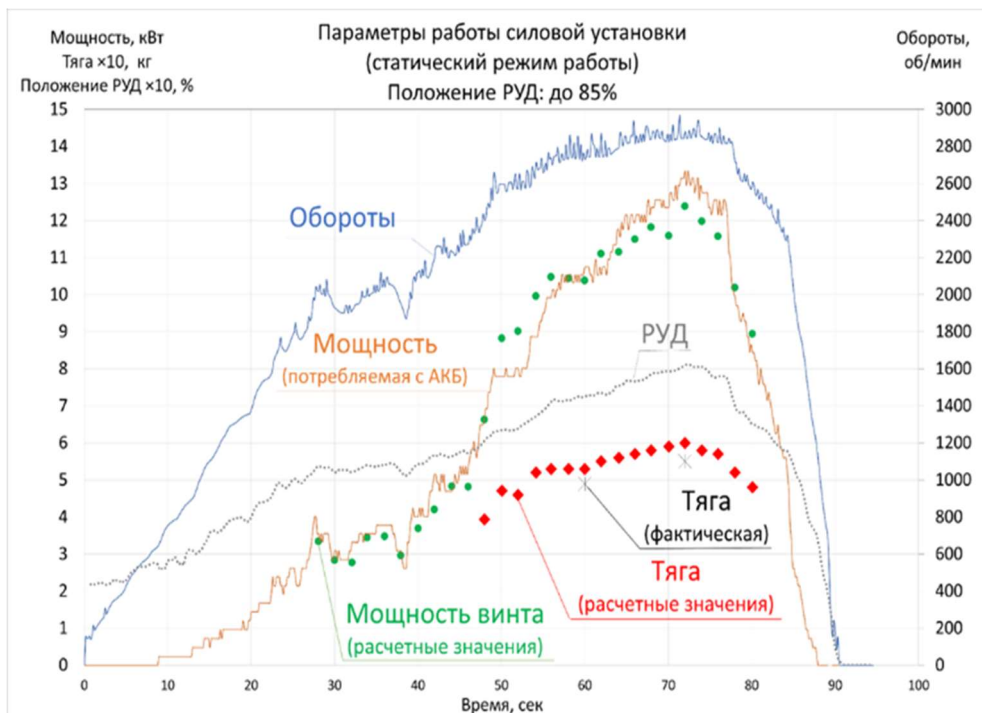 Параметры работы силовой установки
(статический режим работы)
Положение РУД: до 85%
Мощность, кВт
Тяга ×10, кг
Положение РУД ×10, %
Обороты,
об/мин
15
14
13
12
11
10
9
8
7
6
5
4
3
2
1
0
3000
2800
2600
2400
2200
2000
1800
1600
1400
1200
1000
800
600
400
200
0
Обороты
Мощность
(потребляемая с АКБ)
РУД
Тяга
(фактическая)
Тяга
(расчетные значения)
Мощность винта
(расчетные значения)
0 10 20 30 40 50 60 70 80 90 100
Время, сек